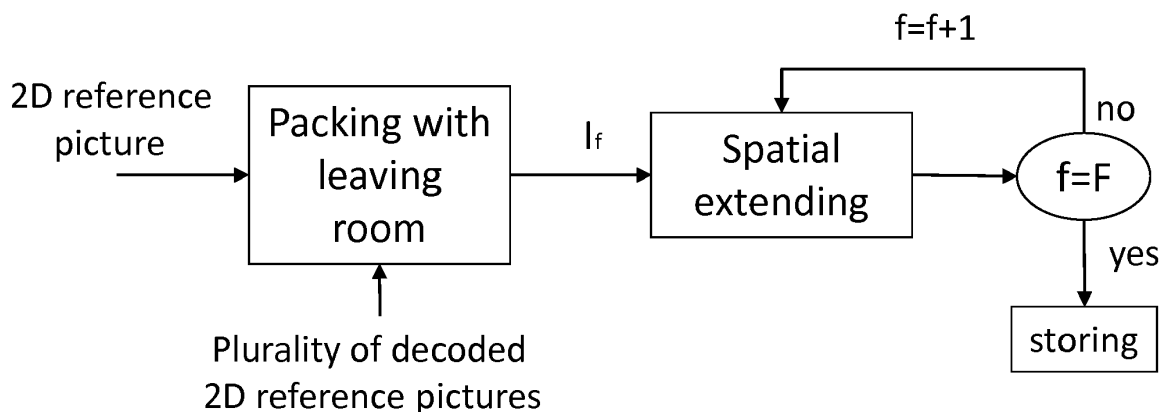 f=f+1
2D reference
picture
Packing with
leaving
room
If
Spatial
extending
no
f=F
yes
storing
Plurality of decoded
2D reference pictures